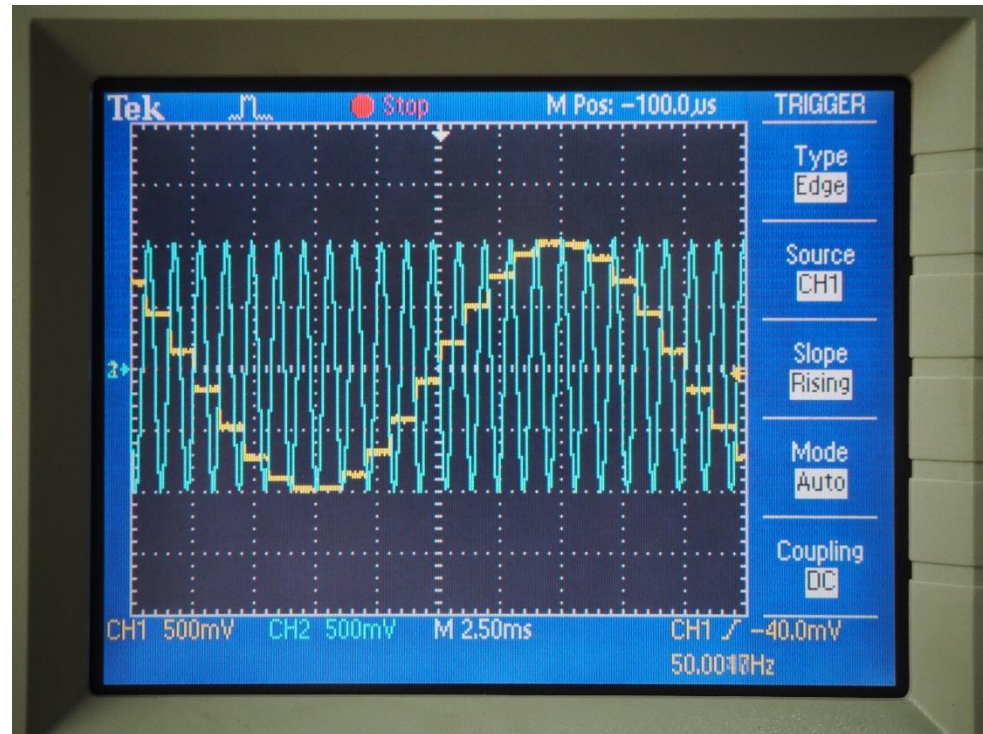 Tek Stop M Pos: -100.0µs TRIGGER
Type
Edge
Source
CH1
Slope
Rising
Mode
Auto
Coupling
DC
CH1 500mV CH2 500mV M 2.50ms CH1 -40.0mV